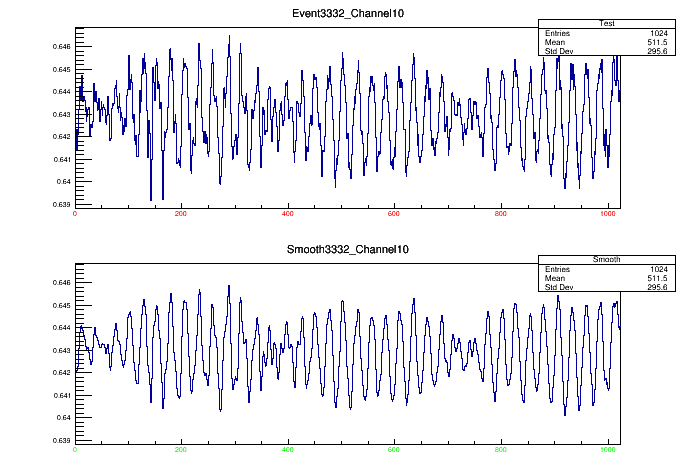 Event3332_Channel10
Test
Entries 1024
Mean 511.5
Std Dev 295.6
0.646
0.645
0.644
0.643
0.642
0.641
0.64
0.639
0 200 400 600 800 1000
Smooth3332_Channel10
Smooth
Entries 1024
Mean 511.5
Std Dev 295.6
0.646
0.645
0.644
0.643
0.642
0.641
0.64
0.639
0 200 400 600 800 1000